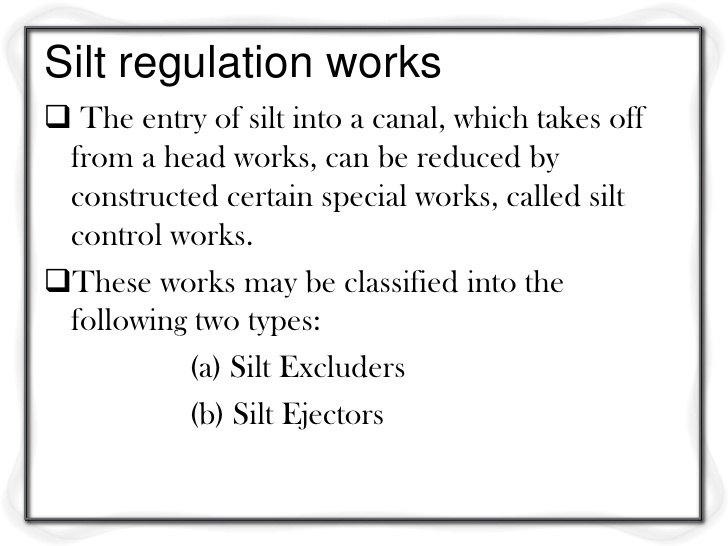 Silt regulation works
❑ The entry of silt into a canal, which takes off
from a head works, can be reduced by
constructed certain special works, called silt
control works.
❑These works may be classified into the
following two types:
(a) Silt Excluders
(b) Silt Ejectors